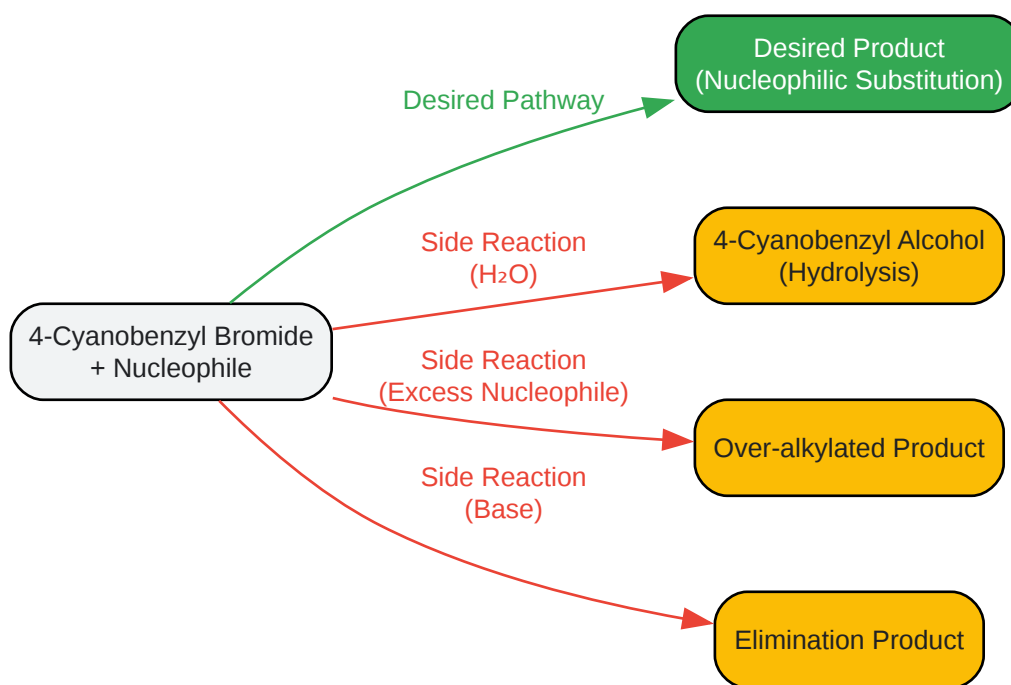 Desired Product
(Nucleophilic Substitution)
Desired Pathway
Side Reaction
(H₂O)
4-Cyanobenzyl Alcohol
(Hydrolysis)
4-Cyanobenzyl Bromide
+ Nucleophile
Side Reaction
(Excess Nucleophile)
Over-alkylated Product
Side Reaction
(Base)
Elimination Product